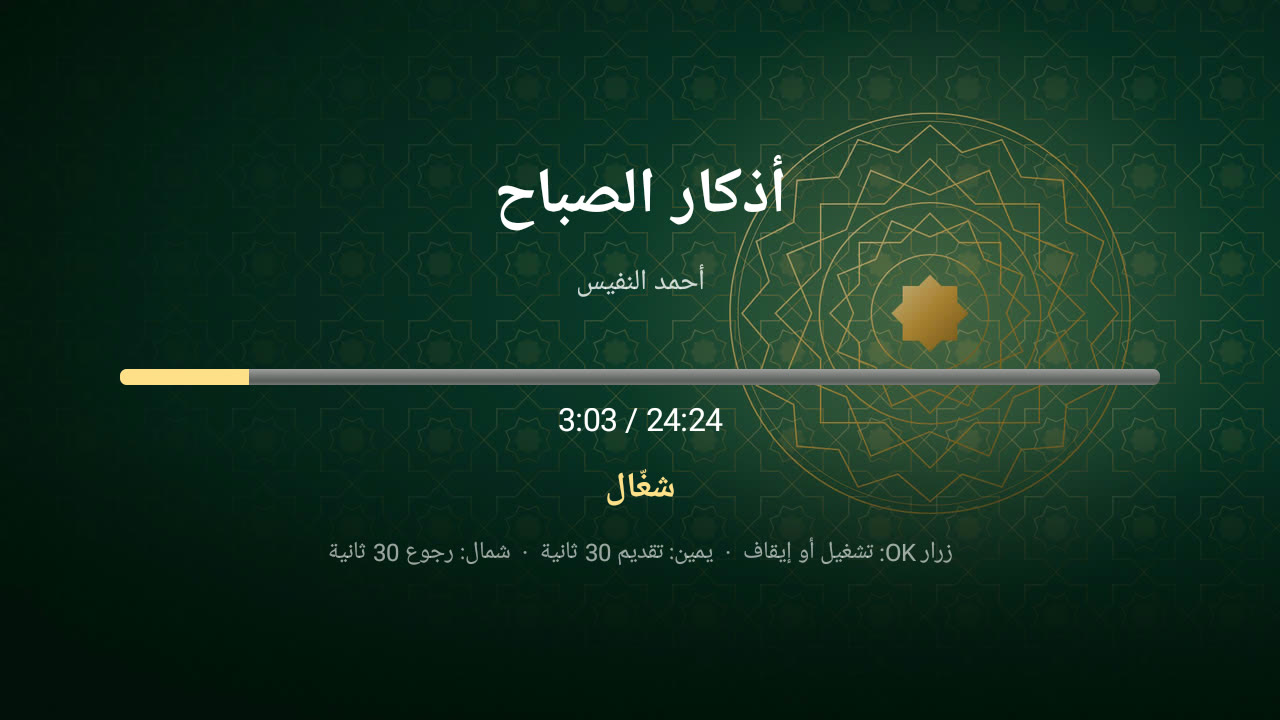 أذكار الصباح
أحمد النفيس
3:03 / 24:24
شغّال
زرار OK: تشغيل أو إيقاف · يمين: تقديم 30 ثانية · شمال: رجوع 30 ثانية